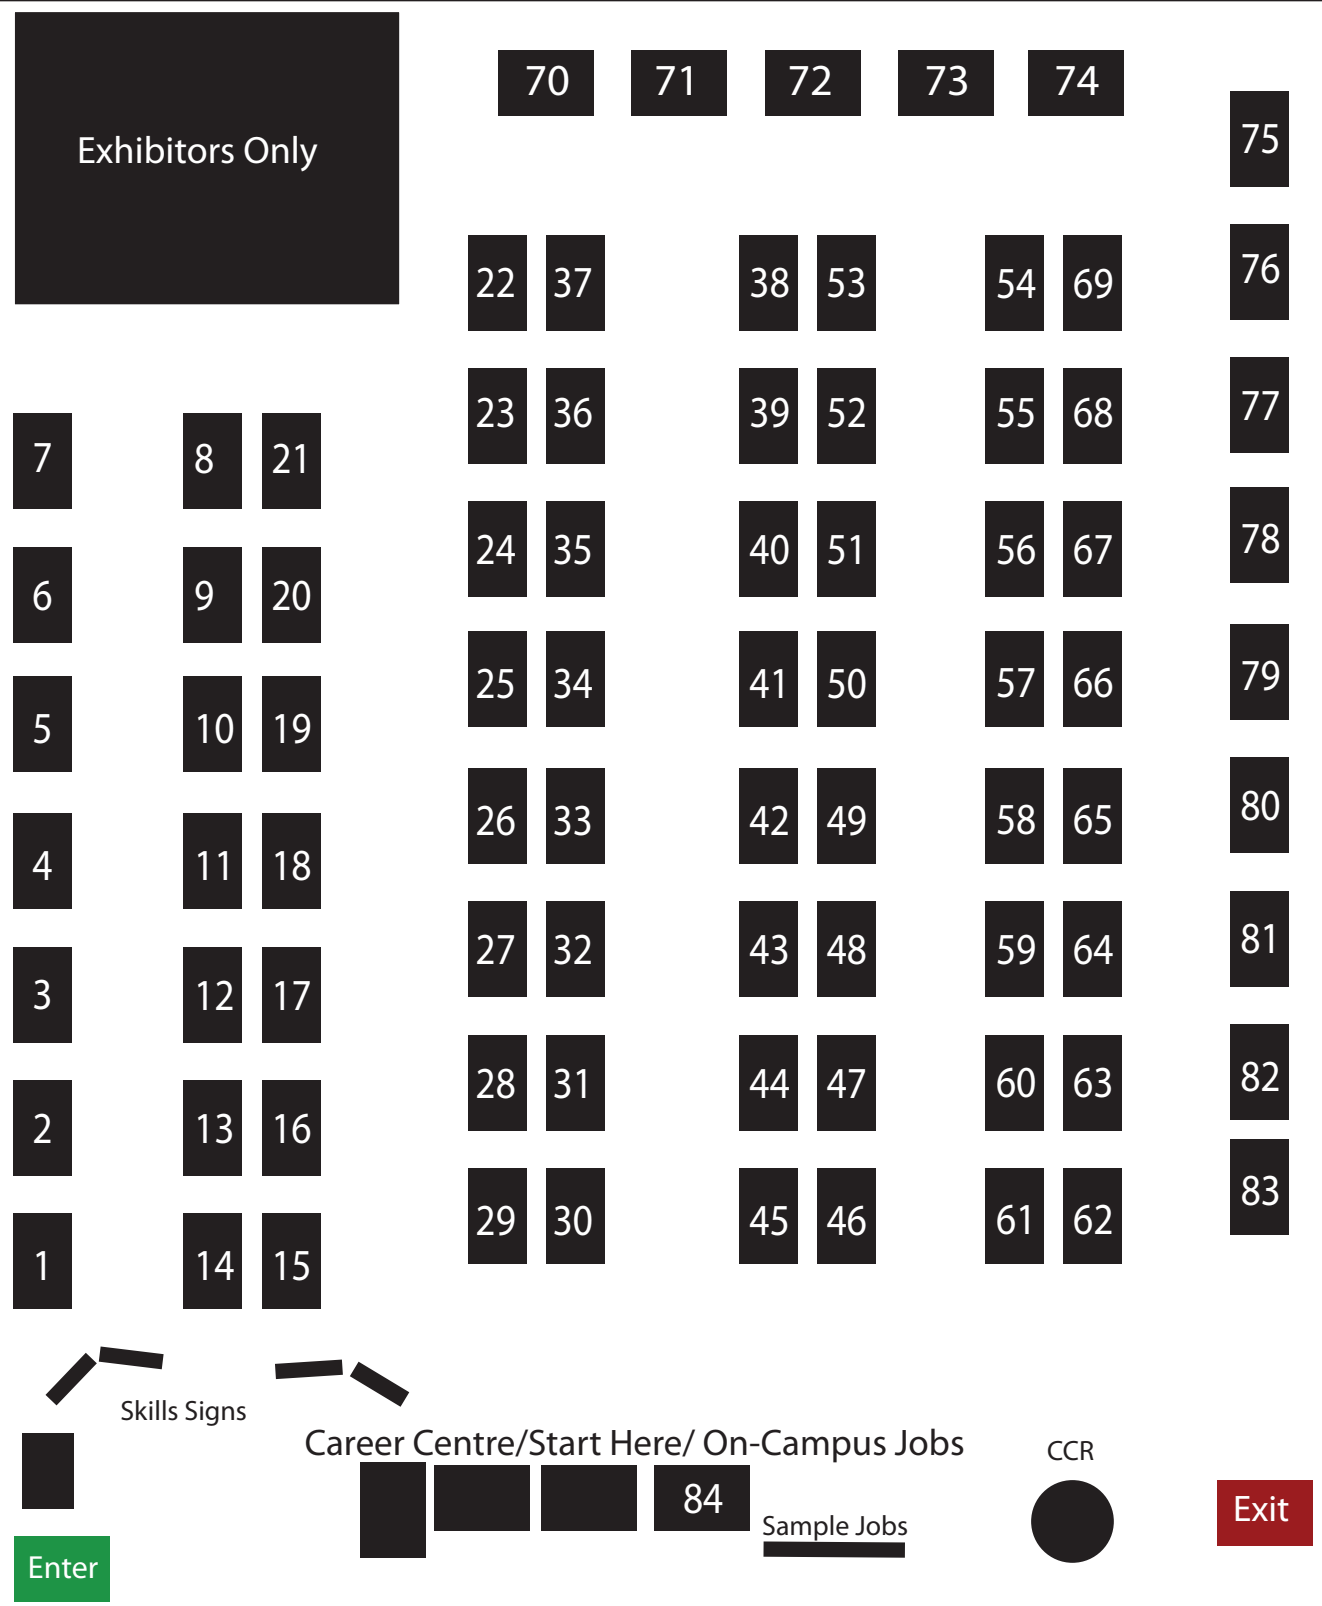 70 71 72 73 74
75
Exhibitors Only
76
22 37 38 53 54 69
77
23 36 39 52 55 68
7 8 21
78
24 35 40 51 56 67
6 9 20
79
25 34 41 50 57 66
5 10 19
80
26 33 42 49 58 65
4 11 18
81
27 32 43 48 59 64
3 12 17
82
28 31 44 47 60 63
2 13 16
83
29 30 45 46 61 62
1 14 15
Skills Signs
Career Centre/Start Here/ On-Campus Jobs
CCR
84
Exit
Sample Jobs
Enter